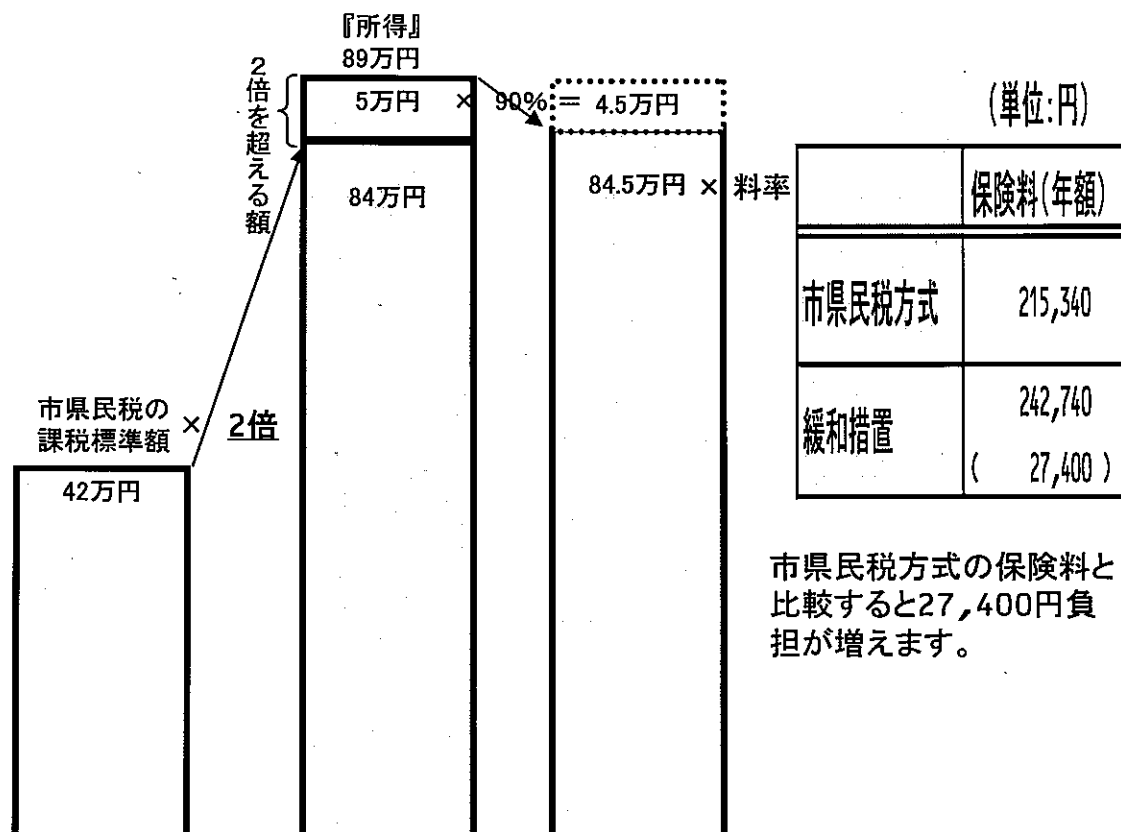 『所得』
89万円
2倍を超える額
5万円 × 90% = 4.5万円
84万円
84.5万円 × 料率
市県民税の
課税標準額 × 2倍
42万円
(単位:円)
保険料(年額)
市県民税方式 215,340
緩和措置 242,740
( 27,400 )
市県民税方式の保険料と
比較すると27,400円負
担が増えます。